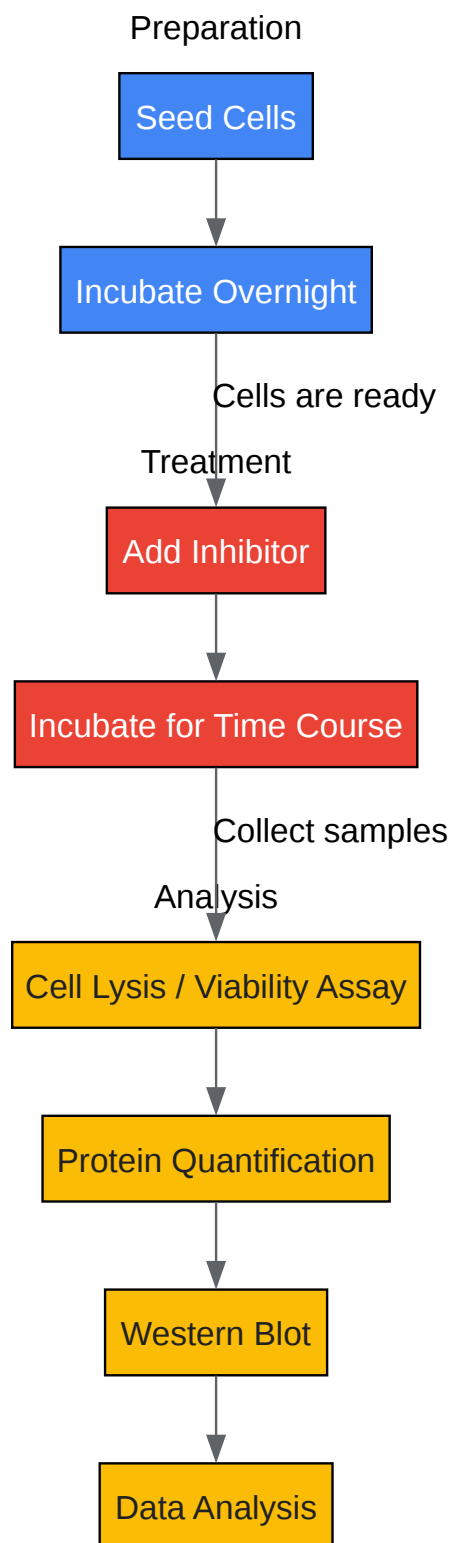 Preparation
Seed Cells
Incubate Overnight
Cells are ready
Treatment
Add Inhibitor
Incubate for Time Course
Collect samples
Analysis
Cell Lysis / Viability Assay
Protein Quantification
Western Blot
Data Analysis